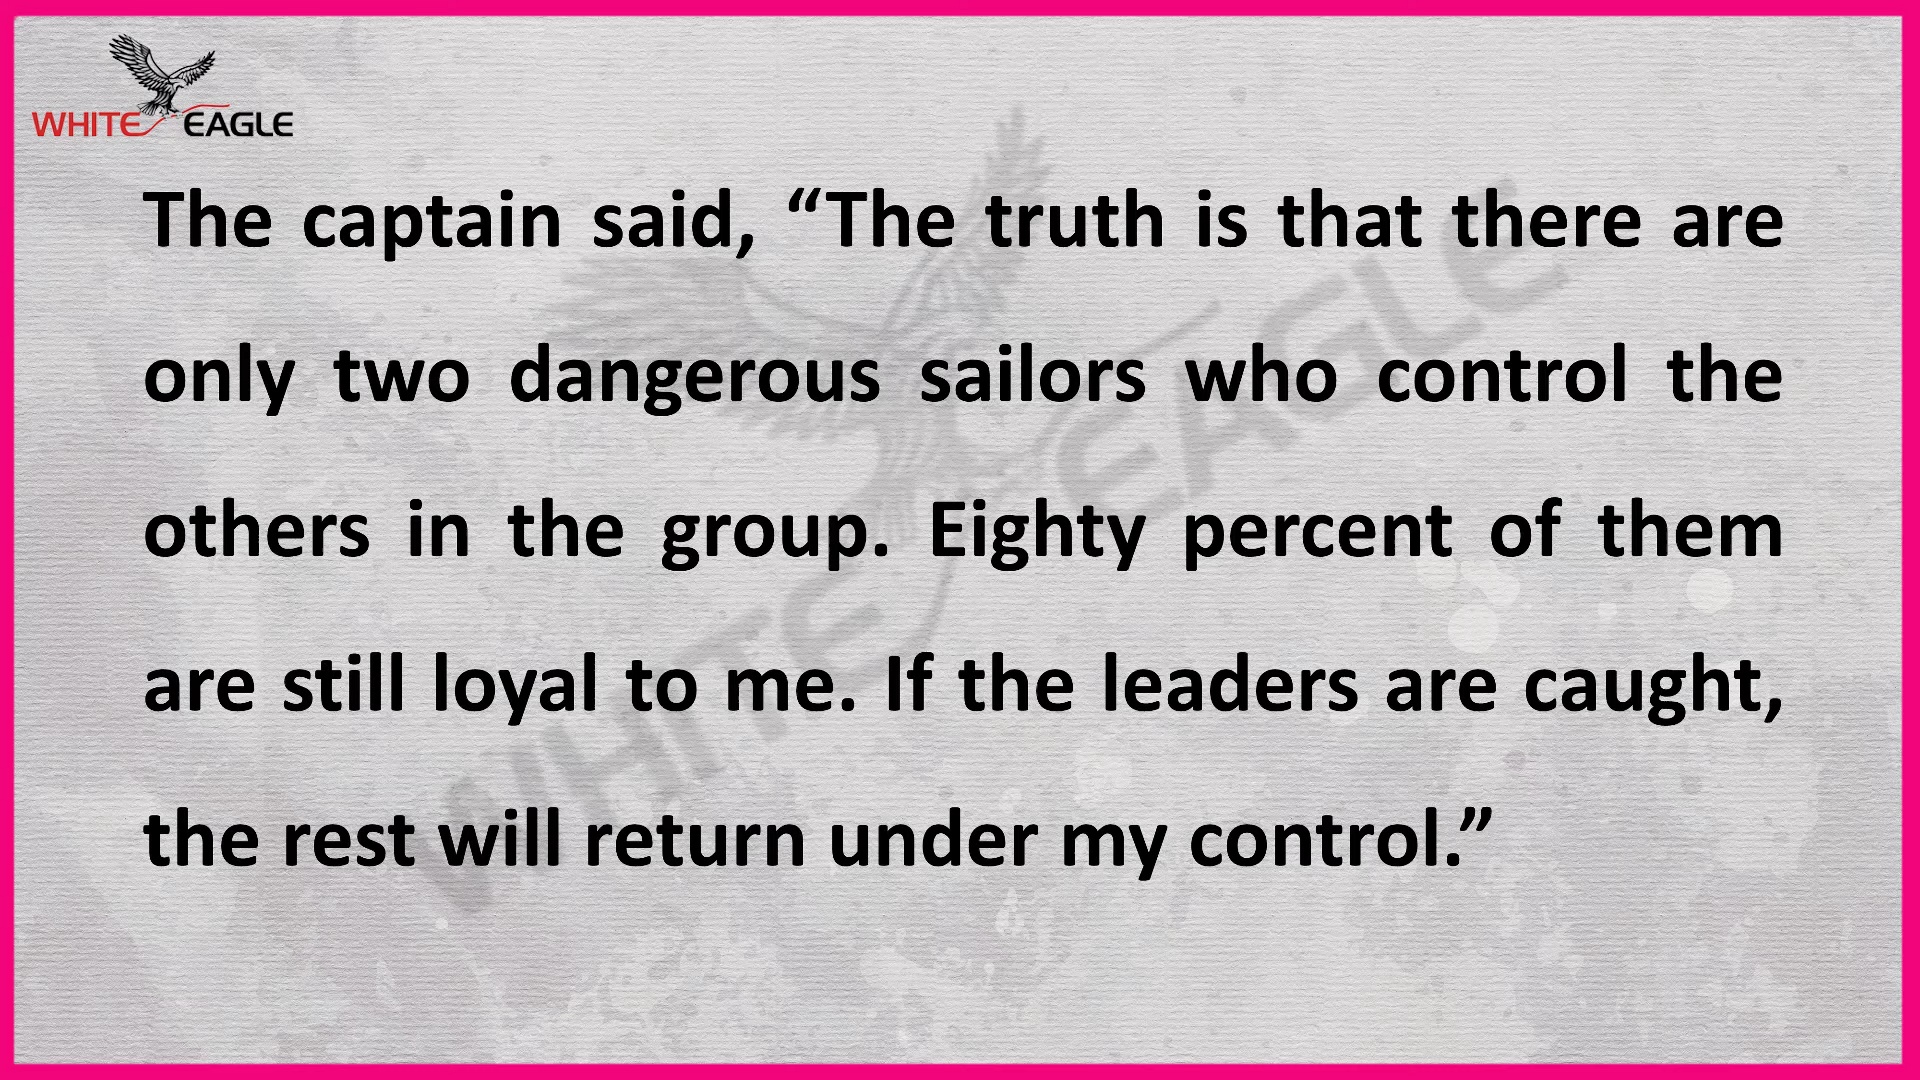 WHITE EAGLE
The captain said, “The truth is that there are
only two dangerous sailors who control the
others in the group. Eighty percent of them
are still loyal to me. If the leaders are caught,
the rest will return under my control.”
WHITE EAGLE